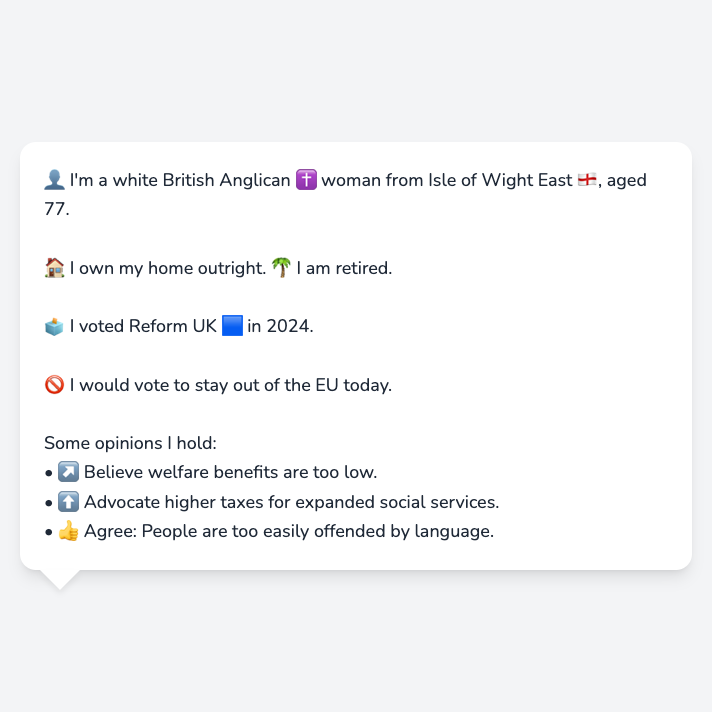 👤 I'm a white British Anglican ✝️ woman from Isle of Wight East 🏴󠁧󠁢󠁥󠁮󠁧󠁿, aged
77.
🏠 I own my home outright. 🌴 I am retired.
🗳️ I voted Reform UK 🟦 in 2024.
🚫 I would vote to stay out of the EU today.
Some opinions I hold:
• ↗️ Believe welfare benefits are too low.
• ⬆️ Advocate higher taxes for expanded social services.
• 👍 Agree: People are too easily offended by language.